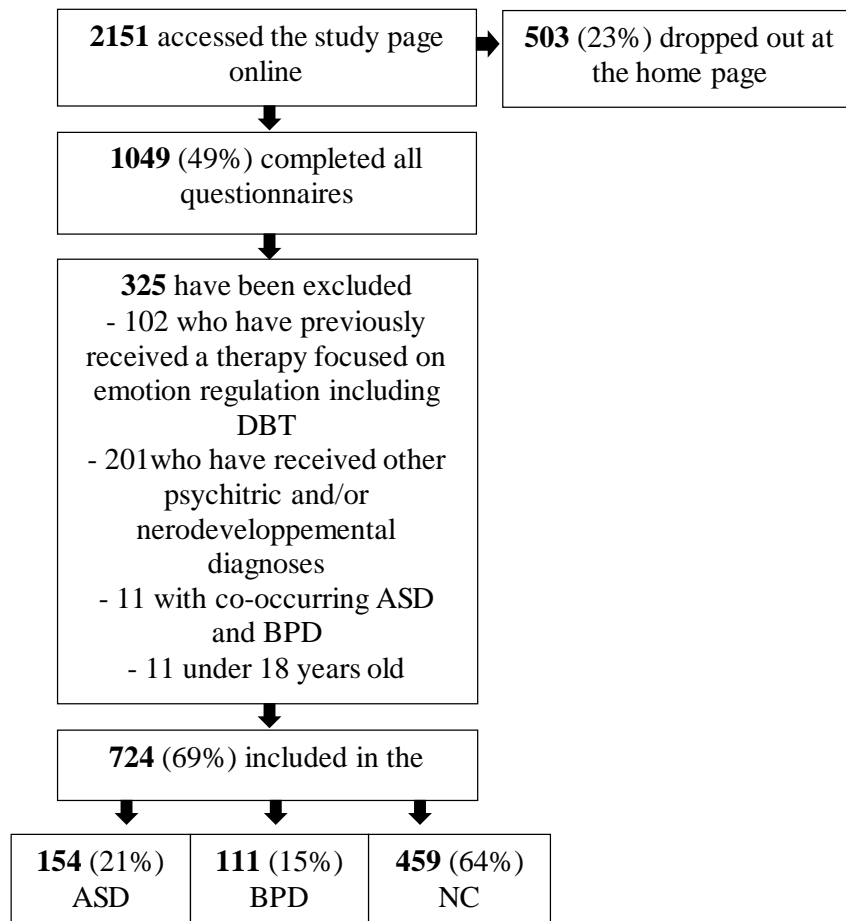 2151 accessed the study page
online
503 (23%) dropped out at
the home page
1049 (49%) completed all
questionnaires
325 have been excluded
- 102 who have previously
received a therapy focused on
emotion regulation including
DBT
- 201who have received other
psychitric and/or
nerodeveloppemental
diagnoses
- 11 with co-occurring ASD
and BPD
- 11 under 18 years old
724 (69%) included in the
154 (21%)
ASD
111 (15%)
BPD
459 (64%)
NC